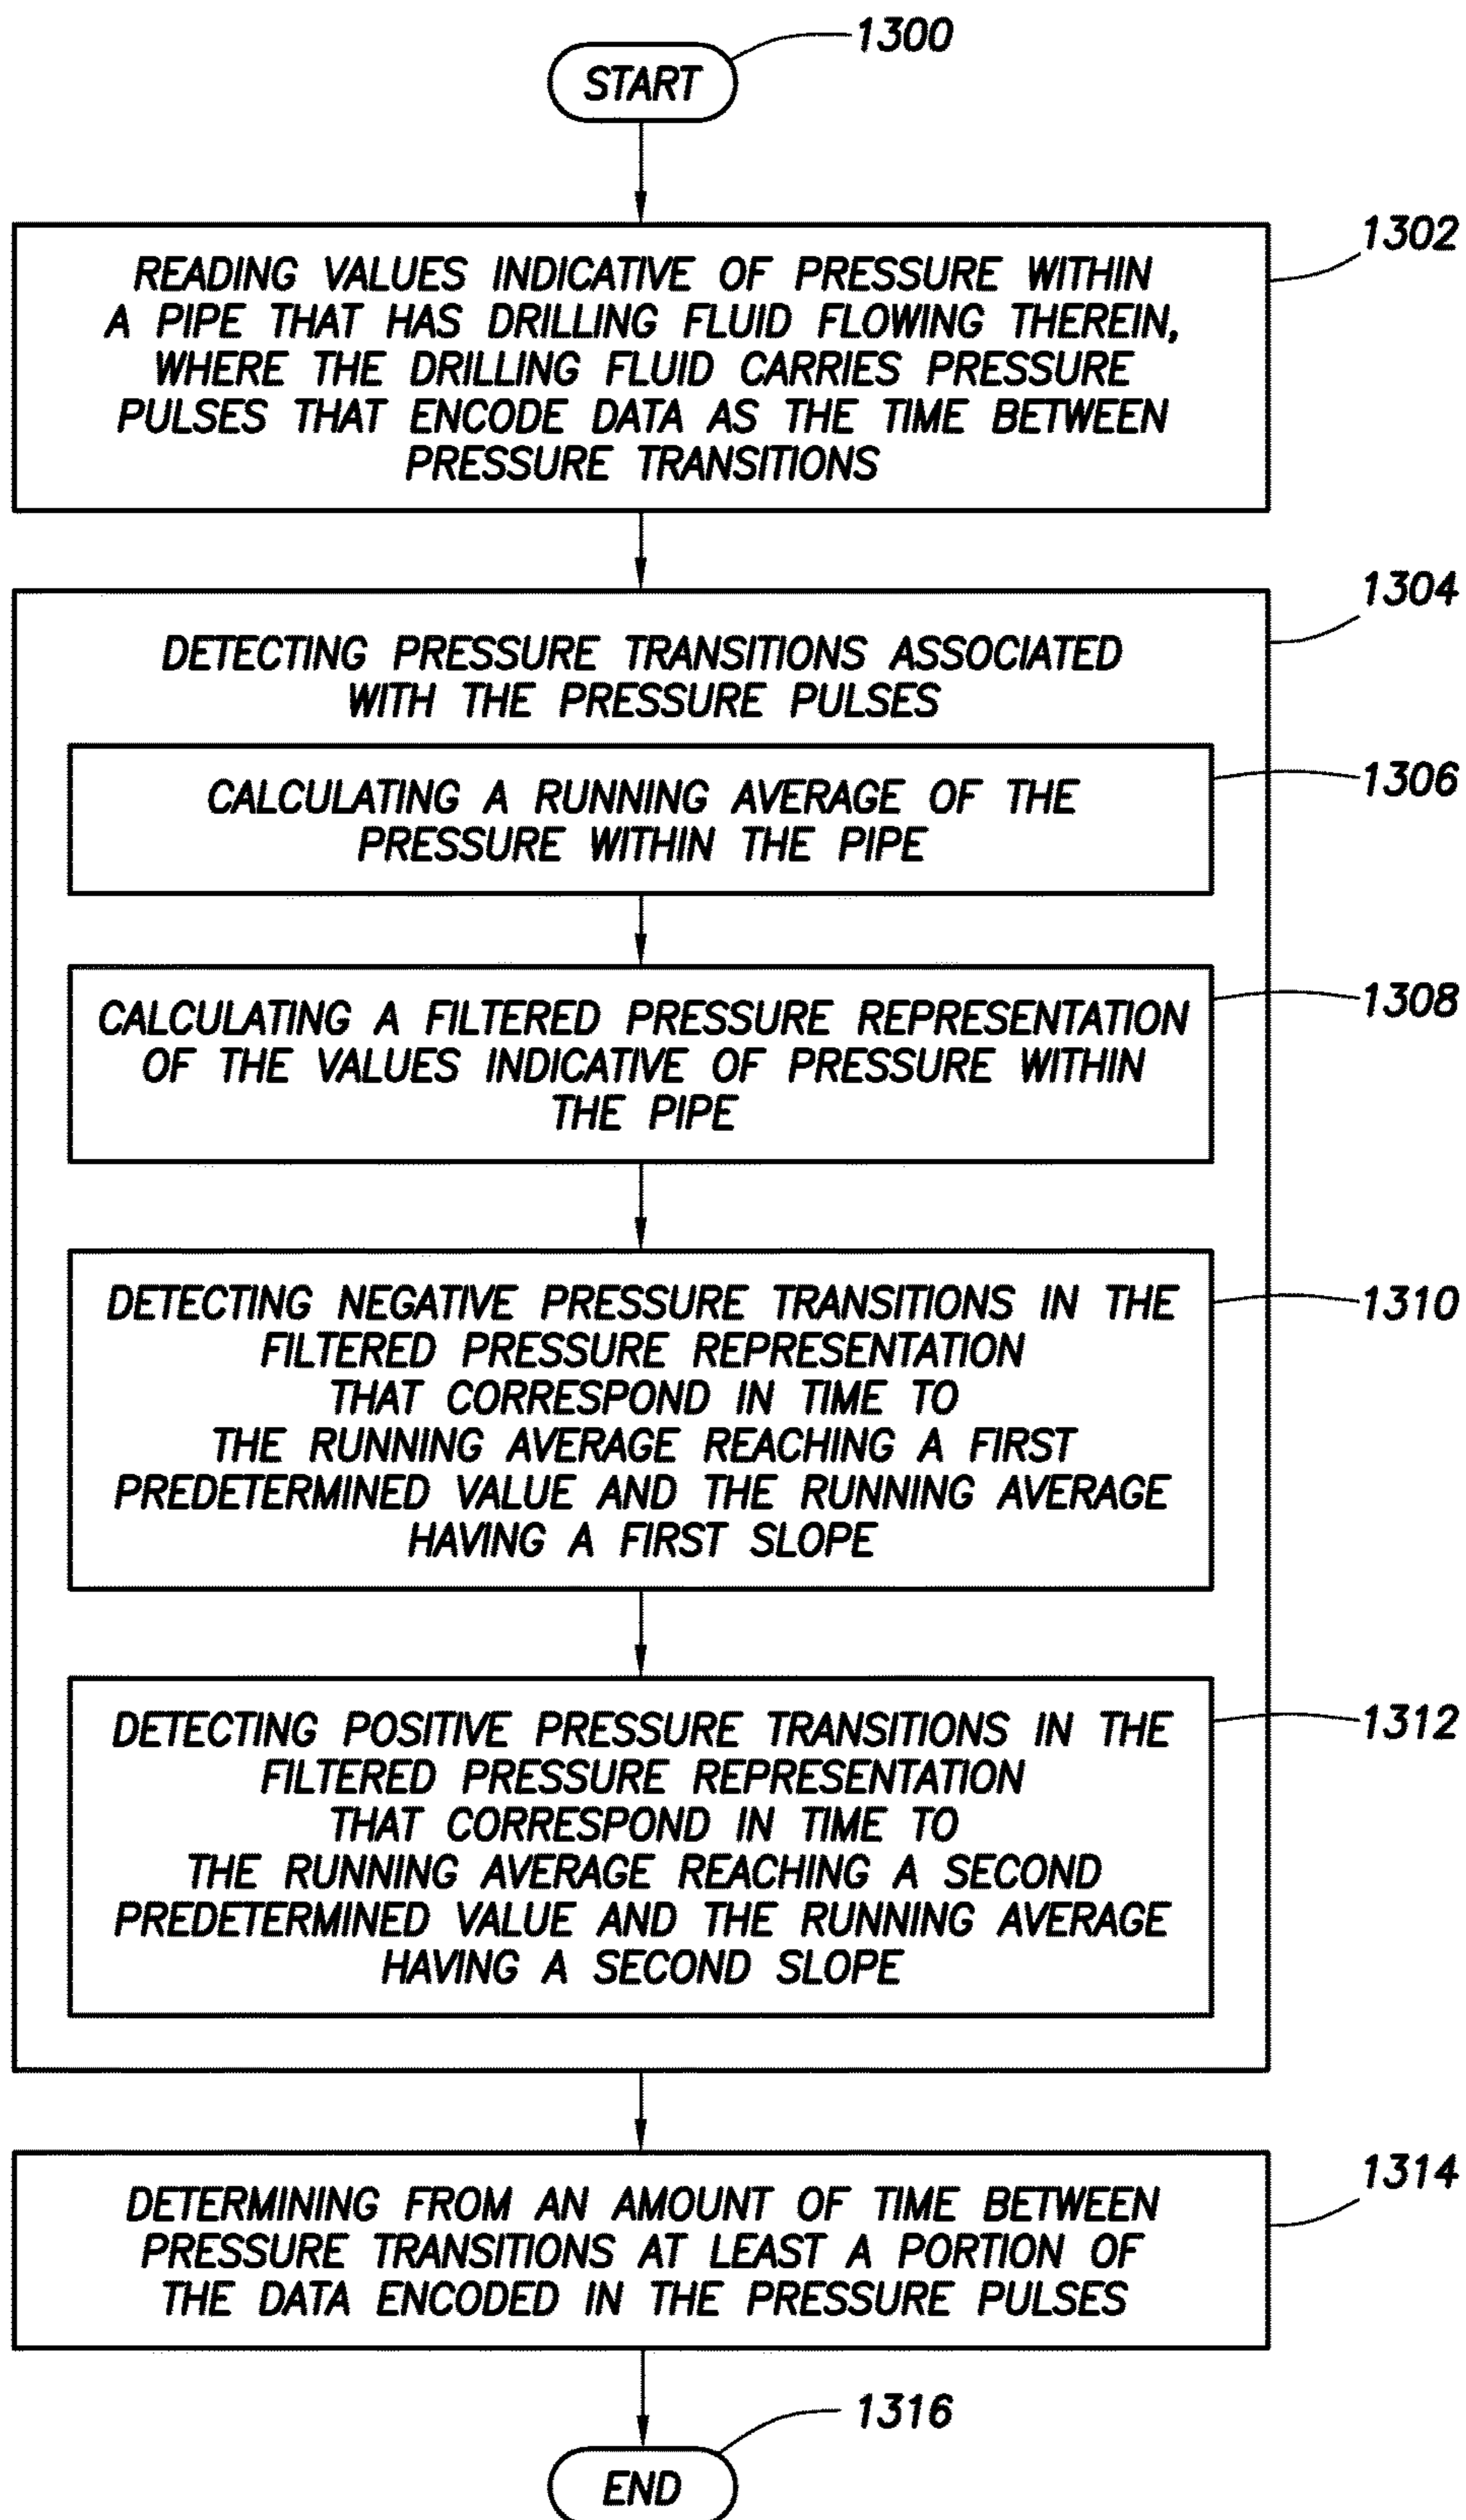 1300
START
1302
READING VALUES INDICATIVE OF PRESSURE WITHIN
A PIPE THAT HAS DRILLING FLUID FLOWING THEREIN,
WHERE THE DRILLING FLUID CARRIES PRESSURE
PULSES THAT ENCODE DATA AS THE TIME BETWEEN
PRESSURE TRANSITIONS
1304
DETECTING PRESSURE TRANSITIONS ASSOCIATED
WITH THE PRESSURE PULSES
1306
CALCULATING A RUNNING AVERAGE OF THE
PRESSURE WITHIN THE PIPE
1308
CALCULATING A FILTERED PRESSURE REPRESENTATION
OF THE VALUES INDICATIVE OF PRESSURE WITHIN
THE PIPE
1310
DETECTING NEGATIVE PRESSURE TRANSITIONS IN THE
FILTERED PRESSURE REPRESENTATION
THAT CORRESPOND IN TIME TO
THE RUNNING AVERAGE REACHING A FIRST
PREDETERMINED VALUE AND THE RUNNING AVERAGE
HAVING A FIRST SLOPE
1312
DETECTING POSITIVE PRESSURE TRANSITIONS IN THE
FILTERED PRESSURE REPRESENTATION
THAT CORRESPOND IN TIME TO
THE RUNNING AVERAGE REACHING A SECOND
PREDETERMINED VALUE AND THE RUNNING AVERAGE
HAVING A SECOND SLOPE
1314
DETERMINING FROM AN AMOUNT OF TIME BETWEEN
PRESSURE TRANSITIONS AT LEAST A PORTION OF
THE DATA ENCODED IN THE PRESSURE PULSES
1316
END